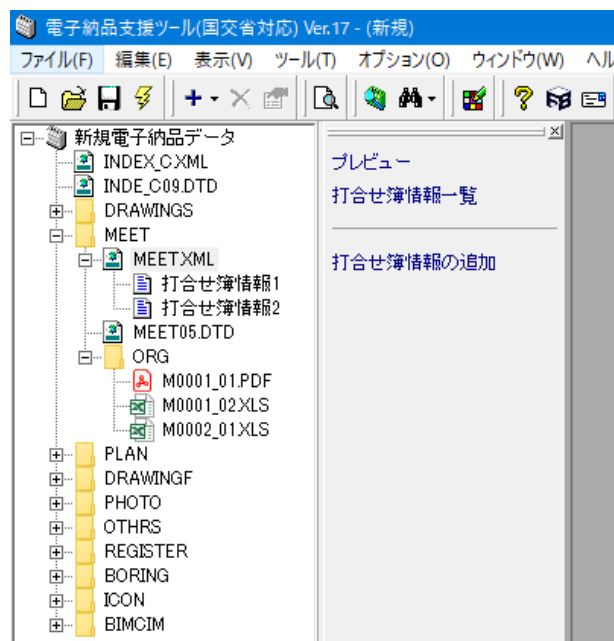 電子納品支援ツール(国交省対応) Ver.17 - (新規)
ファイル(F) 編集(E) 表示(V) ツール(T) オプション(O) ウィンドウ(W) ヘル
新規電子納品データ
INDEX_C.XML
INDE_C09.DTD
DRAWINGS
MEET
MEET.XML
打合せ簿情報1
打合せ簿情報2
MEET05.DTD
ORG
M0001_01.PDF
M0001_02.XLS
M0002_01.XLS
PLAN
DRAWINGF
PHOTO
OTHRS
REGISTER
BORING
ICON
BIMCIM
プレビュー
打合せ簿情報一覧
打合せ簿情報の追加